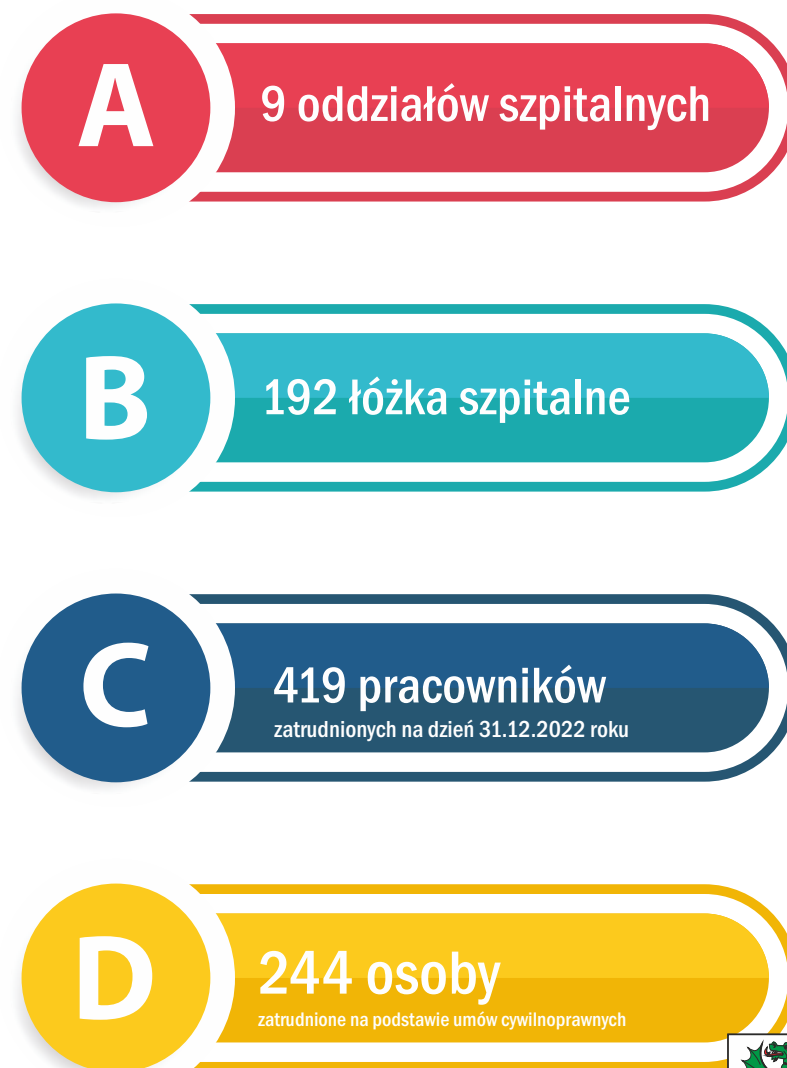 A
9 oddziałów szpitalnych
B
192 łóżka szpitalne
C
419 pracowników
zatrudnionych na dzień 31.12.2022 roku
D
244 osoby
zatrudnione na podstawie umów cywilnoprawnych